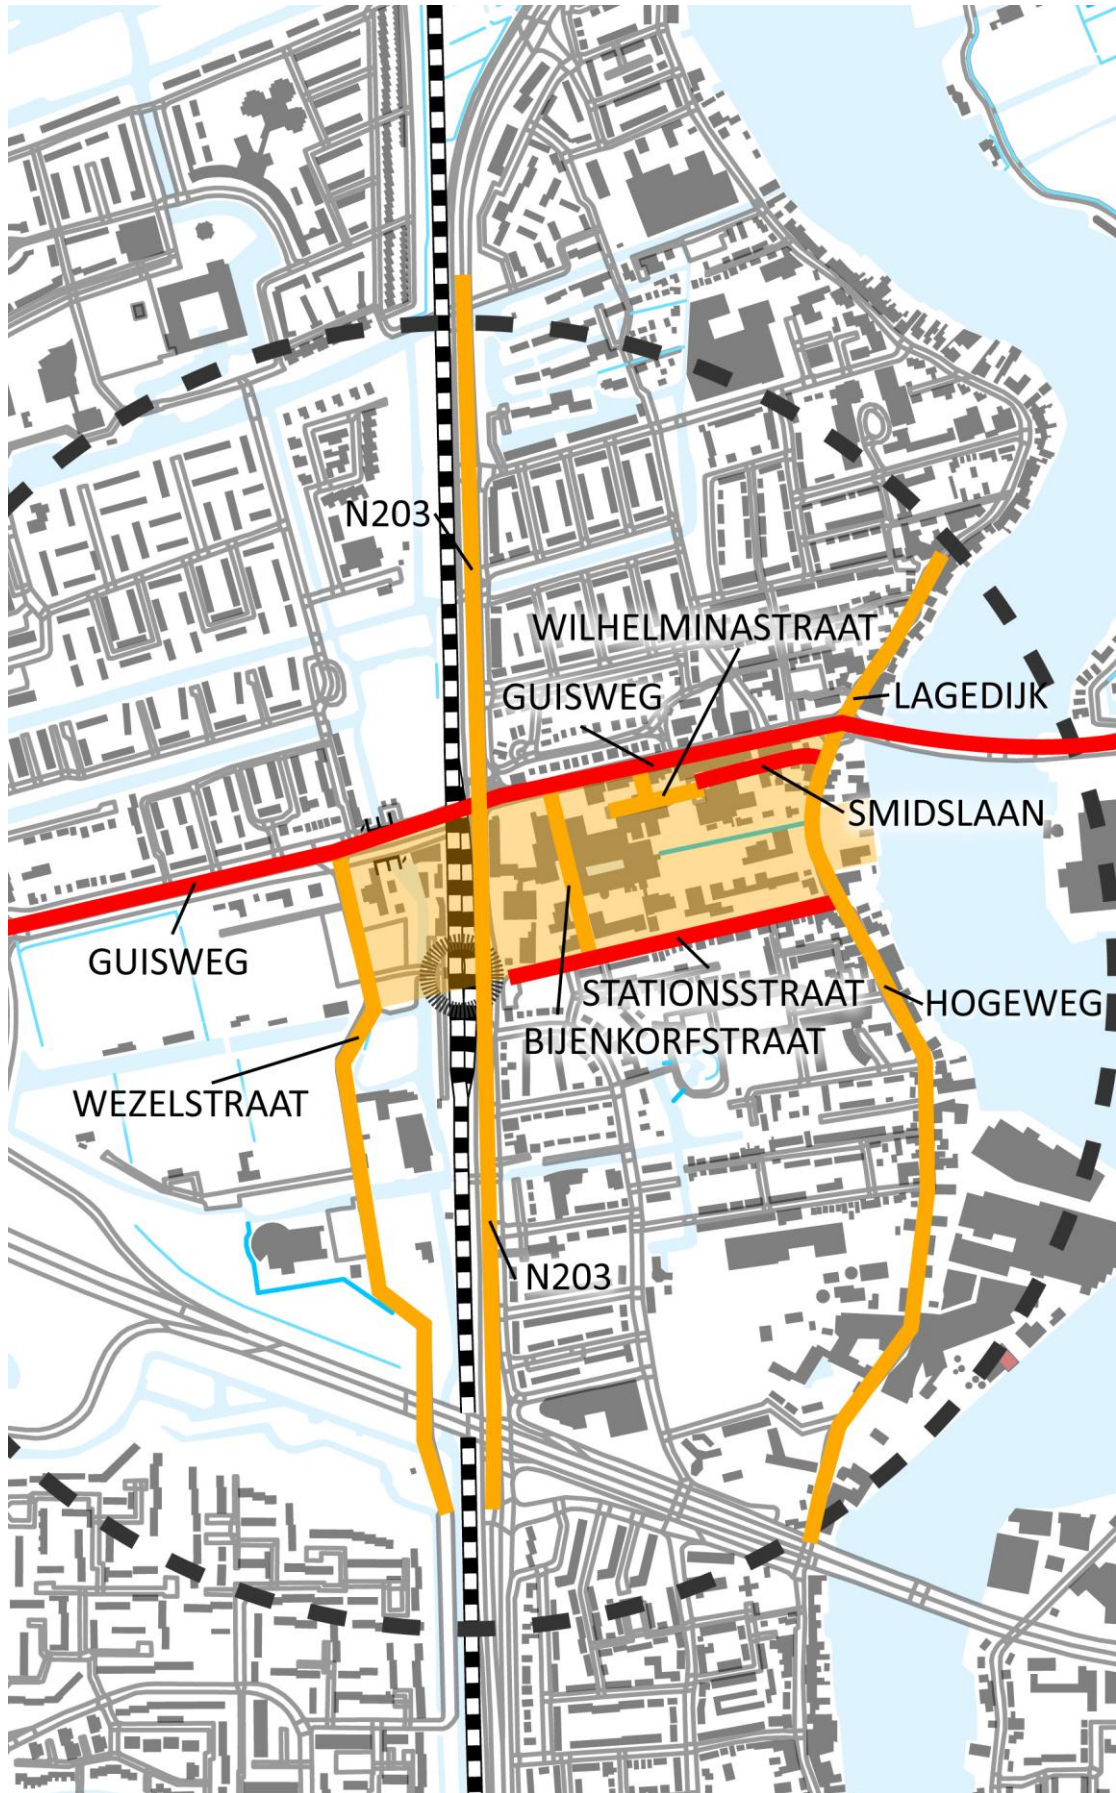 N203
WILHELMINASTRAAT
GUISWEG
LAGEDIJK
SMIDSLAAN
GUISWEG
STATIONSSTRAAT
HOGEWEG
BIJENKORFSTRAAT
WEZELSTRAAT
N203